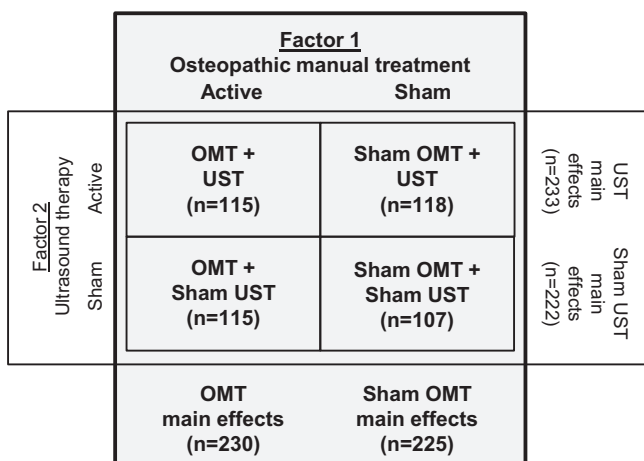 Factor 1
Osteopathic manual treatment
Active
Sham
Factor 2
Ultrasound therapy
Active
Sham
OMT +
UST
(n=115)
Sham OMT +
UST
(n=118)
UST
main
effects
(n=233)
OMT +
Sham UST
(n=115)
Sham OMT +
Sham UST
(n=107)
Sham UST
main
effects
(n=222)
OMT
main effects
(n=230)
Sham OMT
main effects
(n=225)